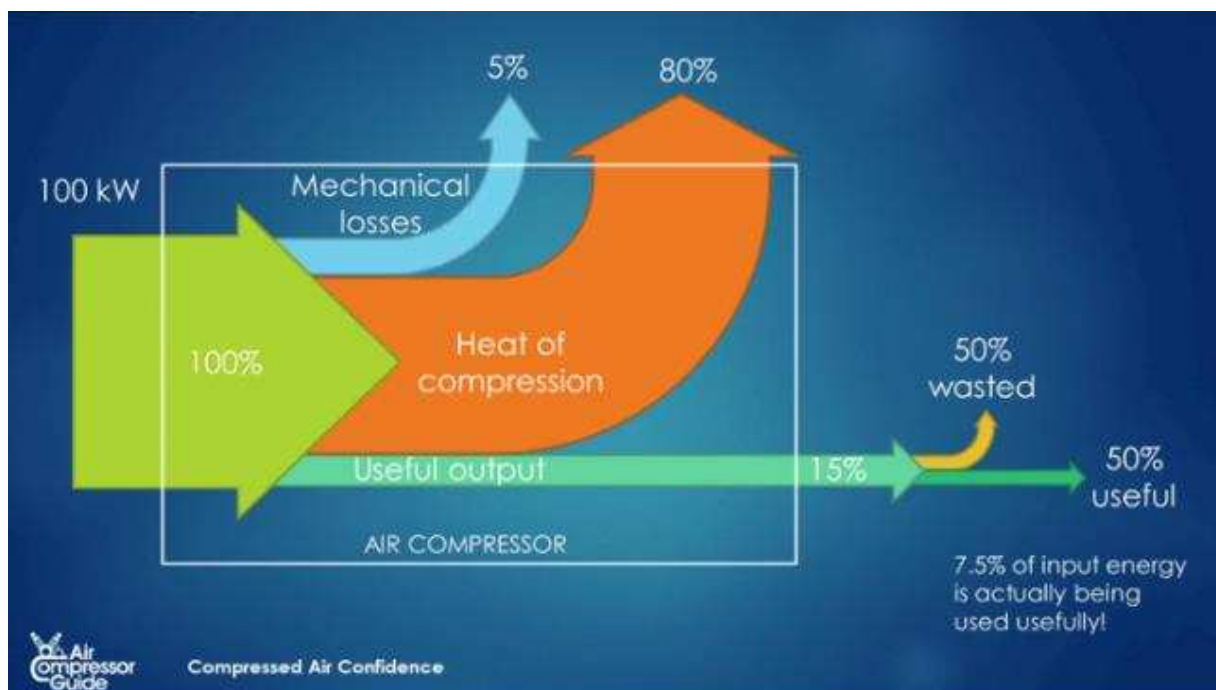 5%
80%
100 kW
Mechanical
losses
100%
Heat of
compression
50%
wasted
Useful output
15%
50%
useful
AIR COMPRESSOR
7.5% of input energy
is actually being
used usefully!
Air
Compressor
Guide
Compressed Air Confidence